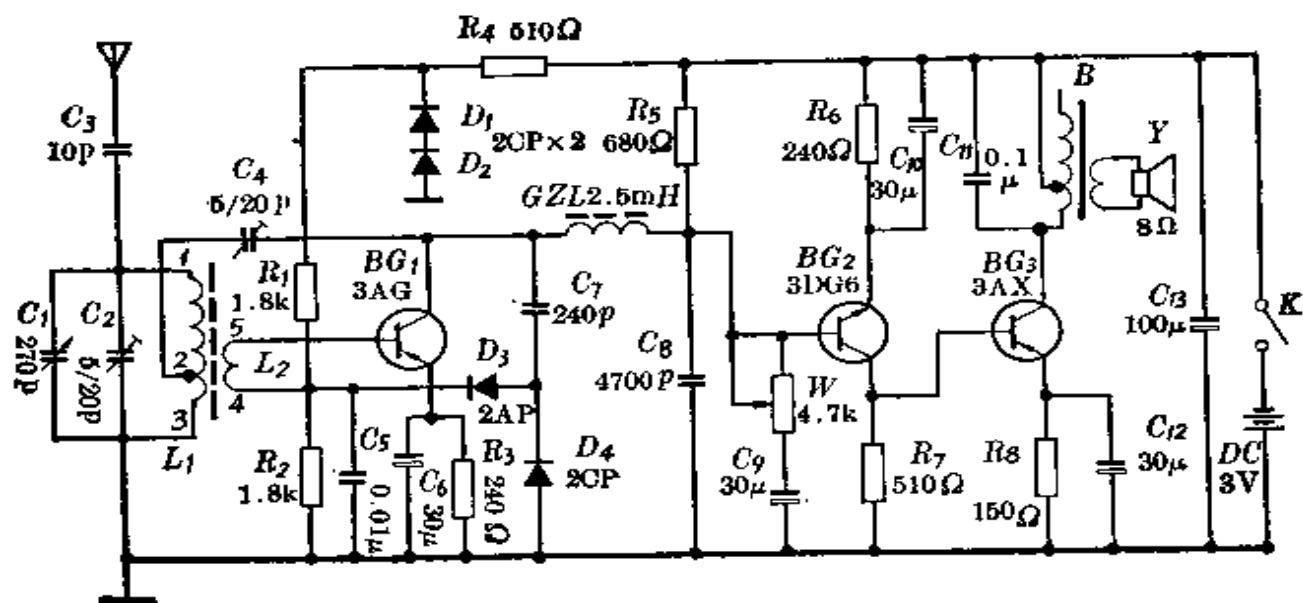 R4 510Ω
C3
10p
D1
2CP×2
D2
R5
680Ω
R6
240Ω
C10
30μ
C11
0.1
μ
B
Y
8Ω
C4
5/20p
GZL2.5mH
1
C1
270p
C2
5/20p
R1
1.8k
5
2
L2
4
3
L1
BG1
3AG
C7
240p
BG2
3DG6
BG3
3AX
C13
100μ
K
D3
2AP
C8
4700p
W
4.7k
R2
1.8k
C5
0.01μ
C6
30μ
R3
240Ω
D4
2CP
C9
30μ
R7
510Ω
R8
150Ω
C12
30μ
DC
3V